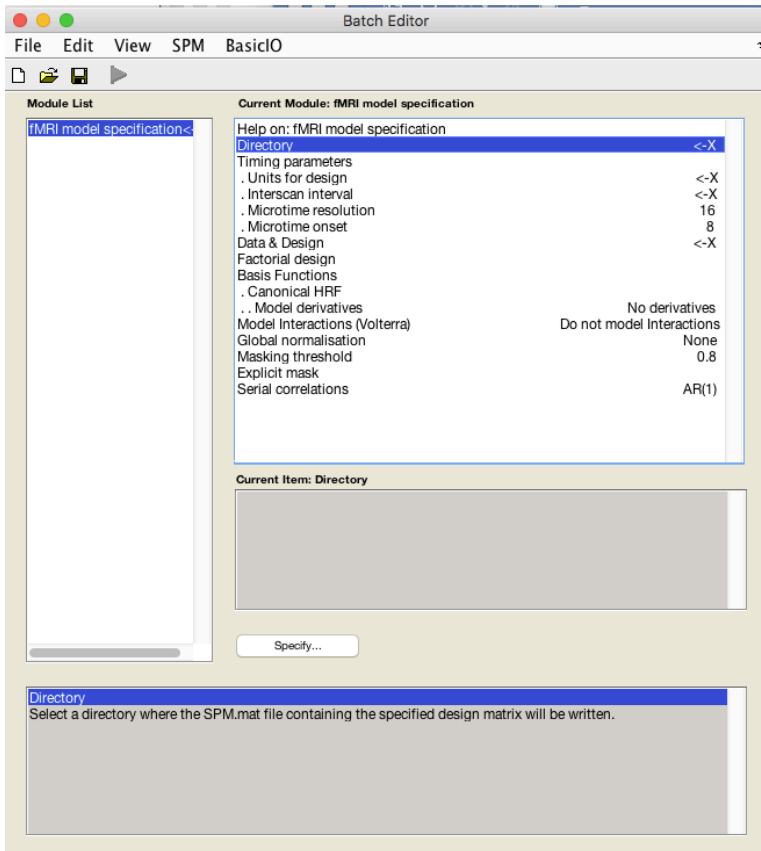 Batch Editor
File Edit View SPM BasicIO
Module List
fMRI model specification<-
Current Module: fMRI model specification
Help on: fMRI model specification
Directory <-X
Timing parameters
. Units for design <-X
. Interscan interval <-X
. Microtime resolution 16
. Microtime onset 8
Data & Design <-X
Factorial design
Basis Functions
. Canonical HRF
. . Model derivatives No derivatives
Model Interactions (Volterra) Do not model Interactions
Global normalisation None
Masking threshold 0.8
Explicit mask
Serial correlations AR(1)
Current Item: Directory
Specify...
Directory
Select a directory where the SPM.mat file containing the specified design matrix will be written.